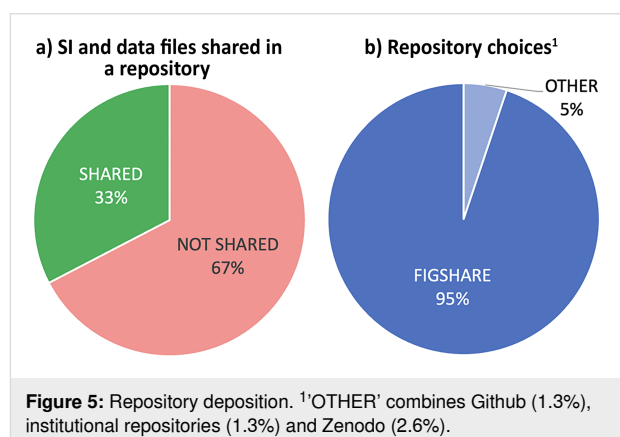 a) SI and data files shared in
a repository
SHARED
33%
NOT SHARED
67%
b) Repository choices¹
OTHER
5%
FIGSHARE
95%
Figure 5: Repository deposition. ¹'OTHER' combines Github (1.3%),
institutional repositories (1.3%) and Zenodo (2.6%).